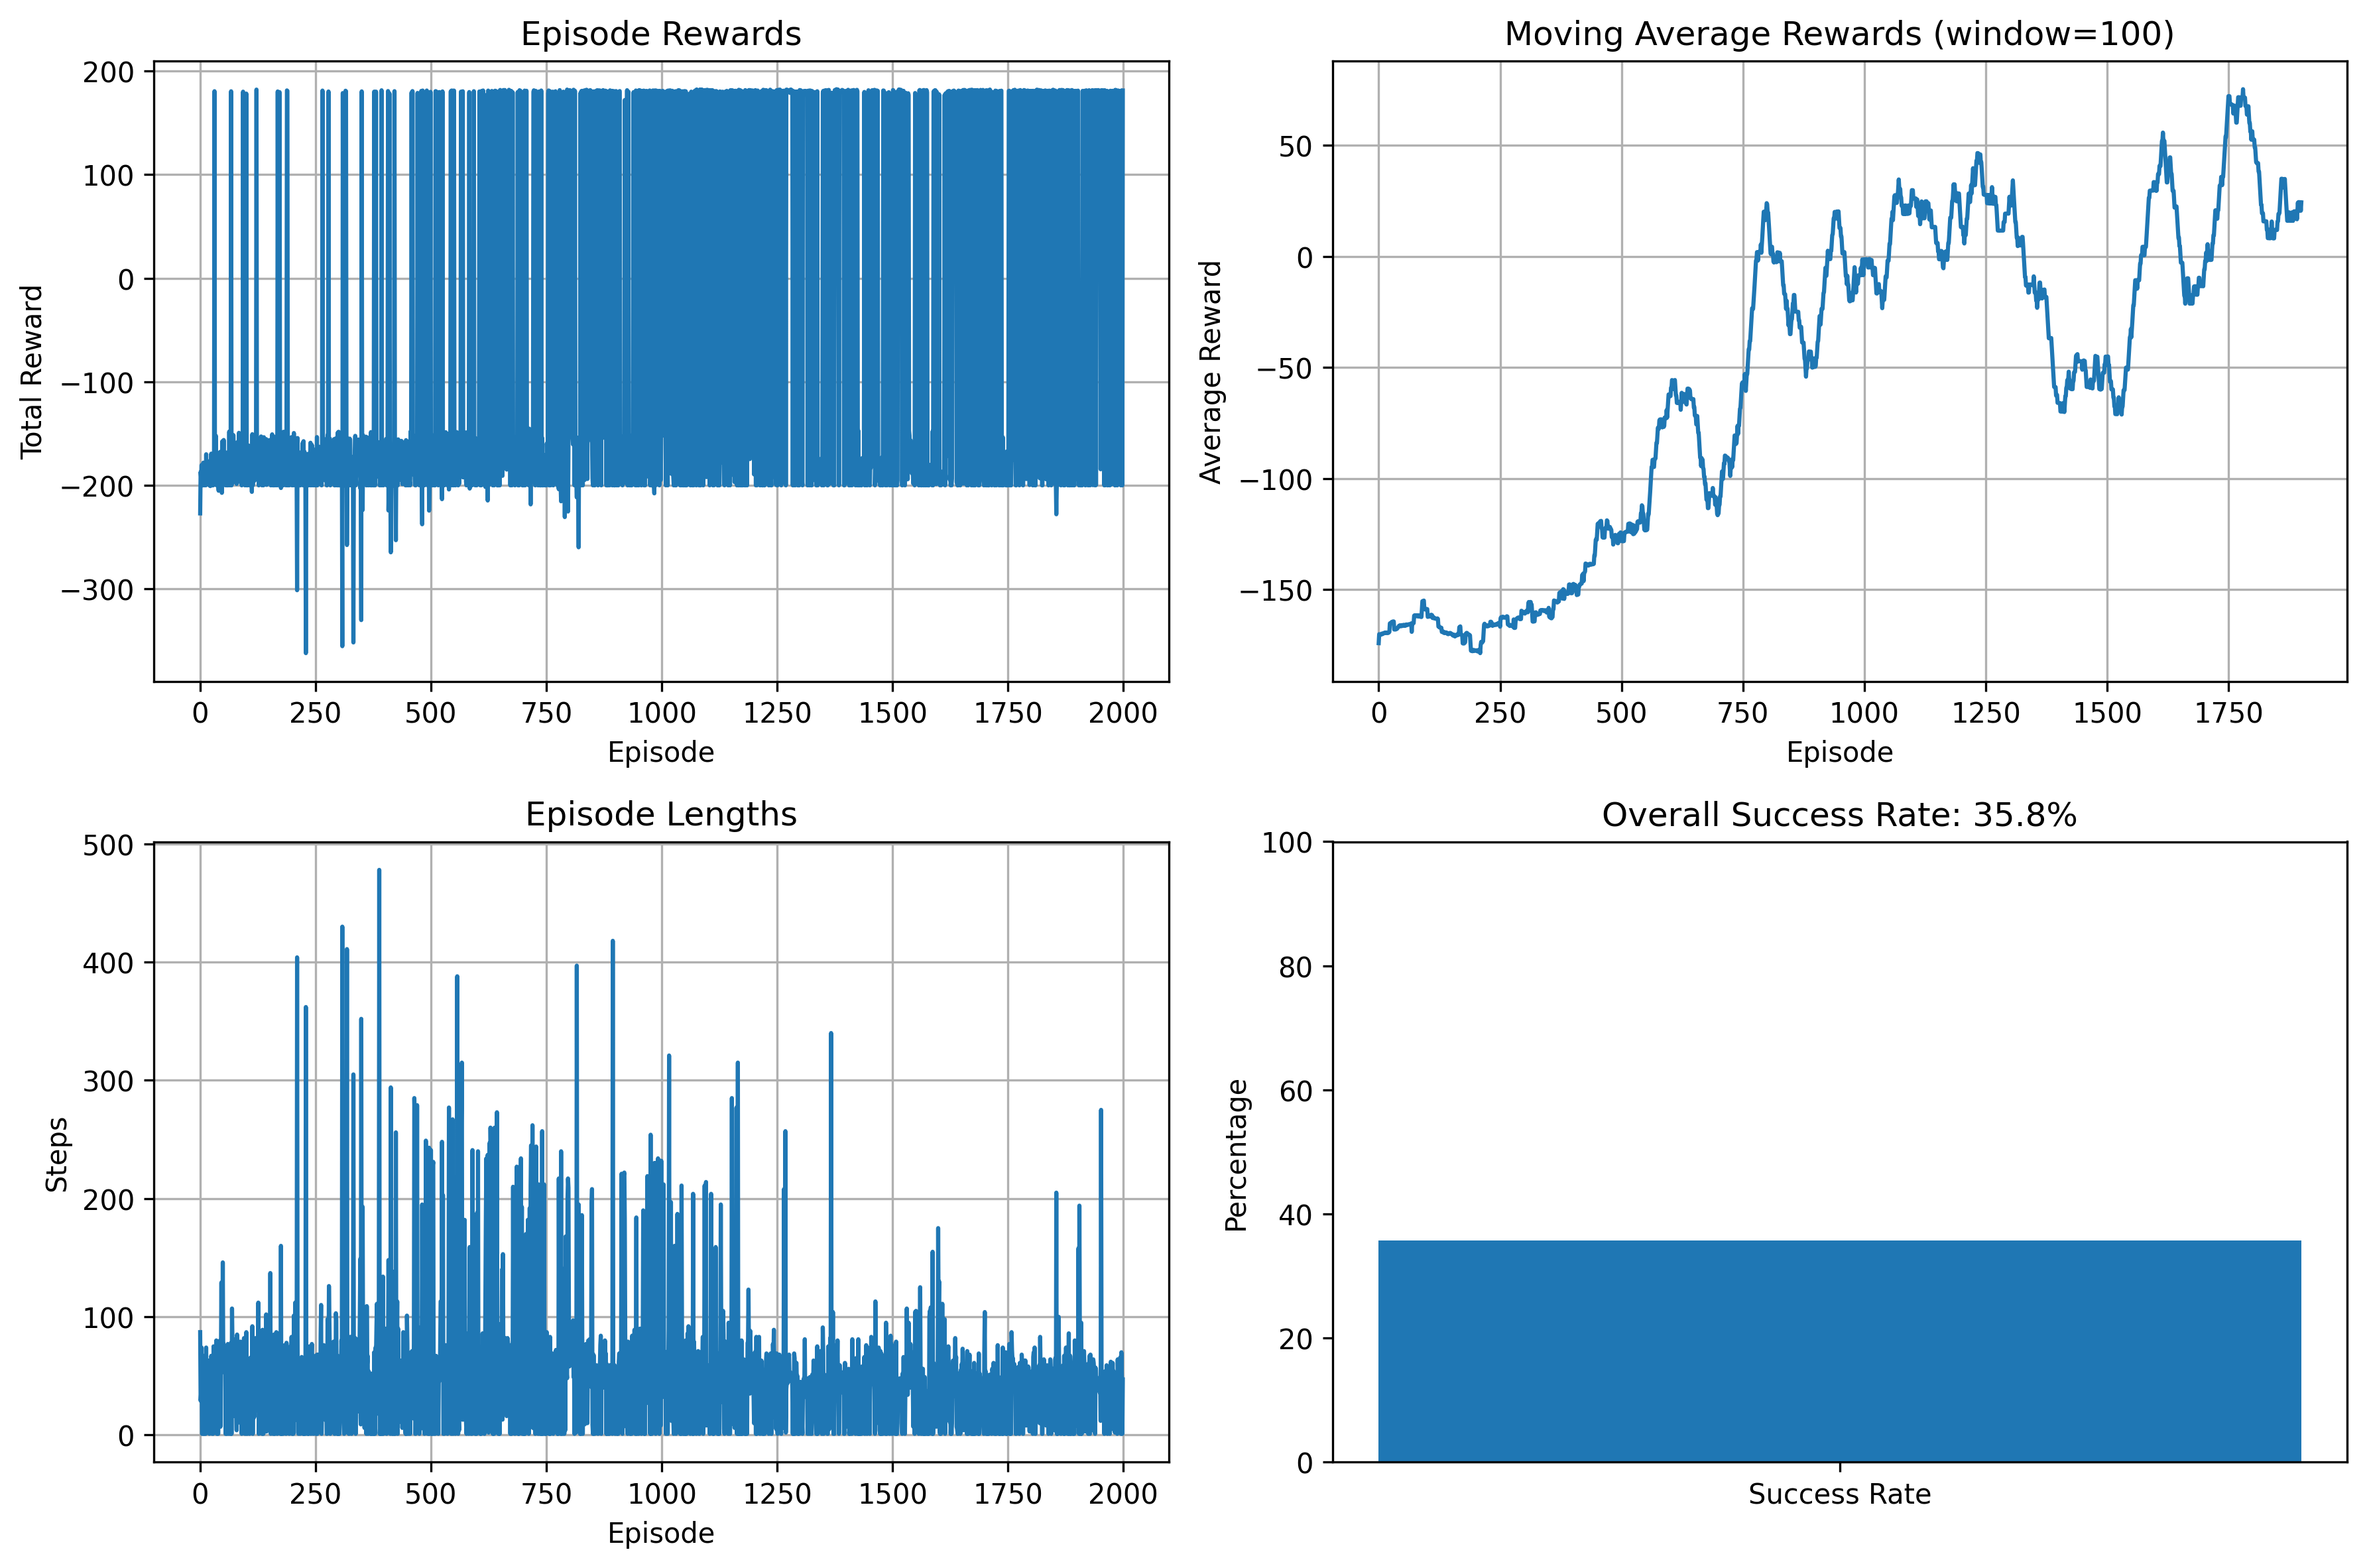 Episode Rewards
200
100
0
−100
−200
−300
Total Reward
0 250 500 750 1000 1250 1500 1750 2000
Episode
Moving Average Rewards (window=100)
50
0
−50
−100
−150
Average Reward
0 250 500 750 1000 1250 1500 1750
Episode
Episode Lengths
500
400
300
200
100
0
Steps
0 250 500 750 1000 1250 1500 1750 2000
Episode
Overall Success Rate: 35.8%
100
80
60
40
20
0
Percentage
Success Rate